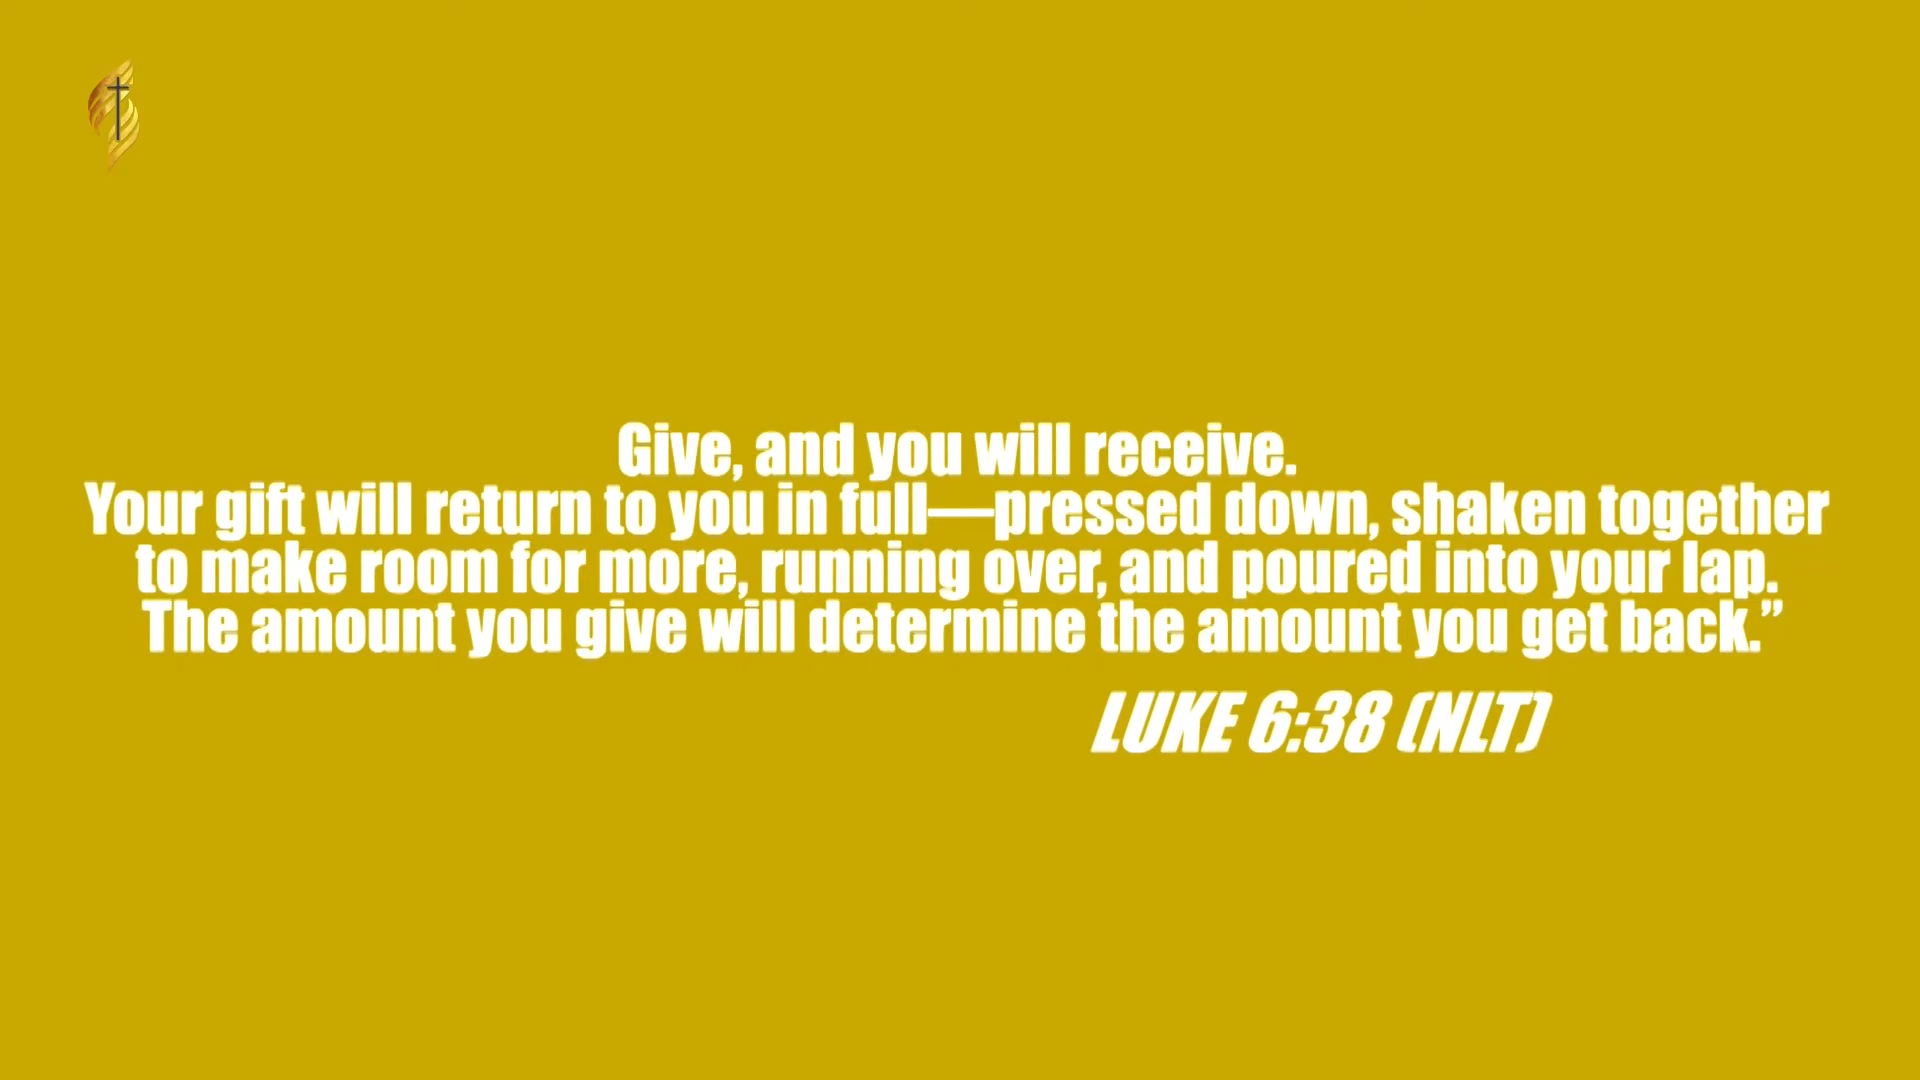 Give, and you will receive.
Your gift will return to you in full—pressed down, shaken together
to make room for more, running over, and poured into your lap.
The amount you give will determine the amount you get back.”
LUKE 6:38 (NLT)